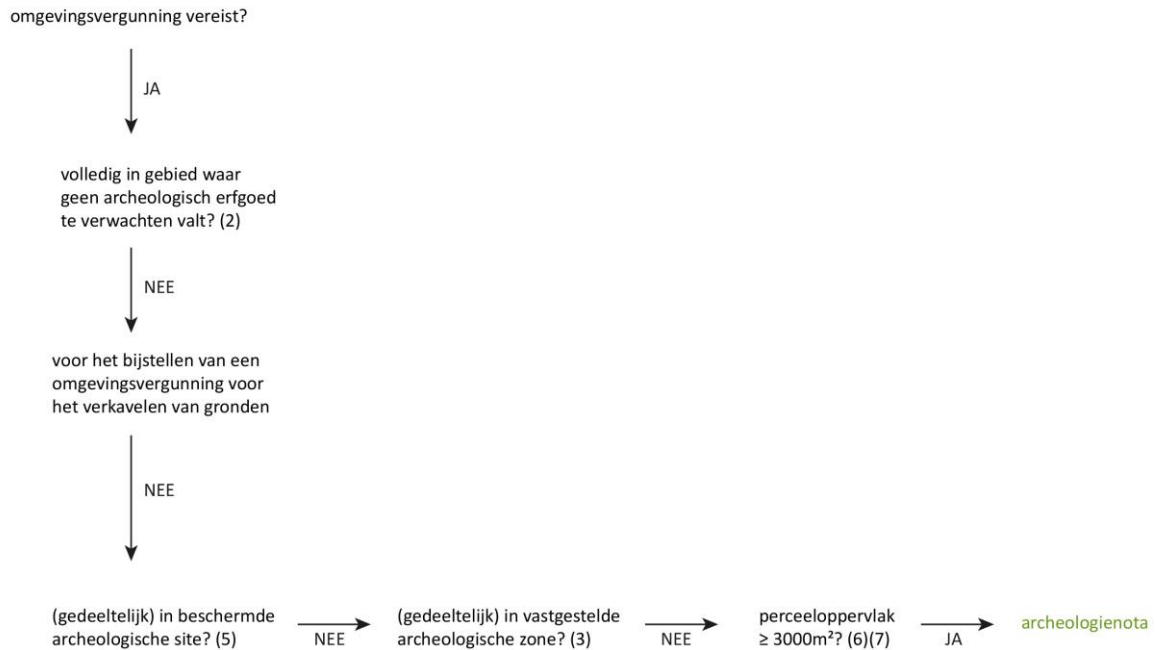 omgevingsvergunning vereist?
JA
volledig in gebied waar
geen archeologisch erfgoed
te verwachten valt? (2)
NEE
voor het bijstellen van een
omgevingsvergunning voor
het verkavelen van gronden
NEE
(gedeeltelijk) in beschermde
archeologische site? (5)
NEE
(gedeeltelijk) in vastgestelde
archeologische zone? (3)
NEE
perceeloppervlak
≥ 3000m²? (6)(7)
JA
archeologienota